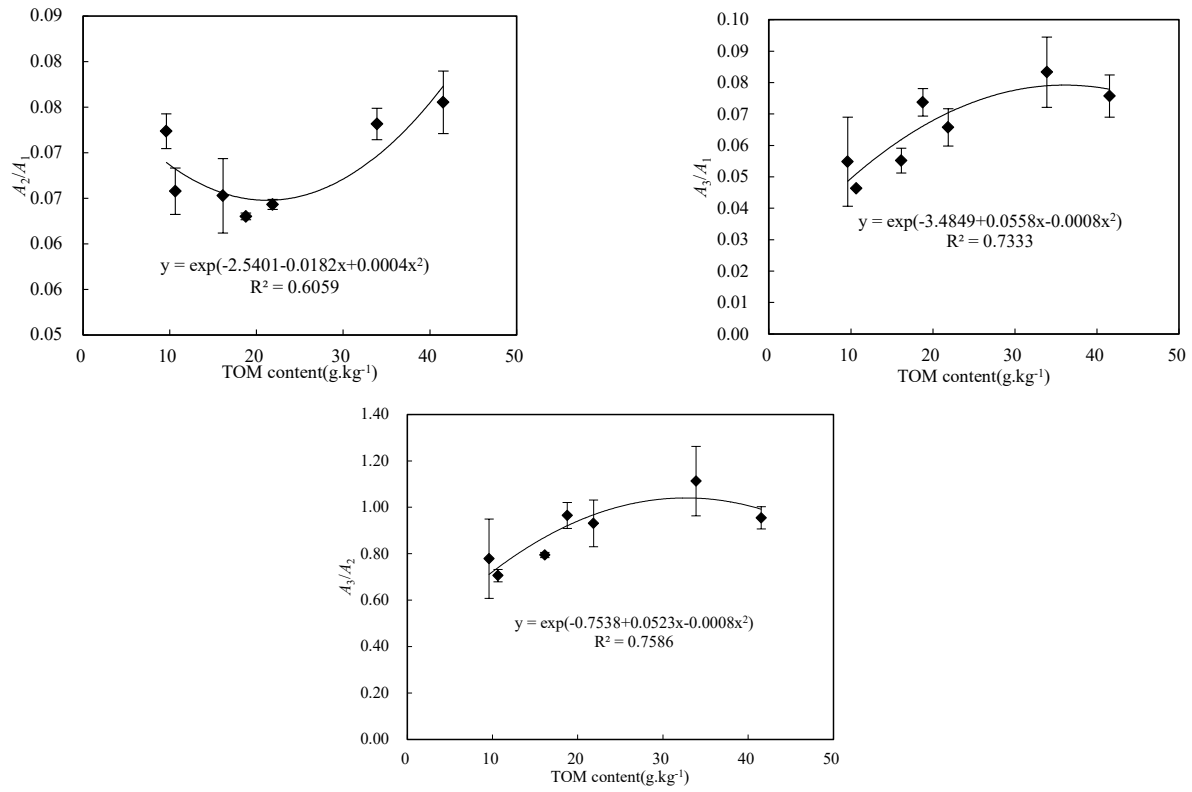 0.09
0.08
0.08
0.07
0.07
0.06
0.06
0.05
A2/A1
y = exp(-2.5401-0.0182x+0.0004x²)
R² = 0.6059
0 10 20 30 40 50
TOM content(g.kg⁻¹)
0.10
0.09
0.08
0.07
0.06
0.05
0.04
0.03
0.02
0.01
0.00
A3/A1
y = exp(-3.4849+0.0558x-0.0008x²)
R² = 0.7333
0 10 20 30 40 50
TOM content(g.kg⁻¹)
1.40
1.20
1.00
0.80
0.60
0.40
0.20
0.00
A3/A2
y = exp(-0.7538+0.0523x-0.0008x²)
R² = 0.7586
0 10 20 30 40 50
TOM content(g.kg⁻¹)